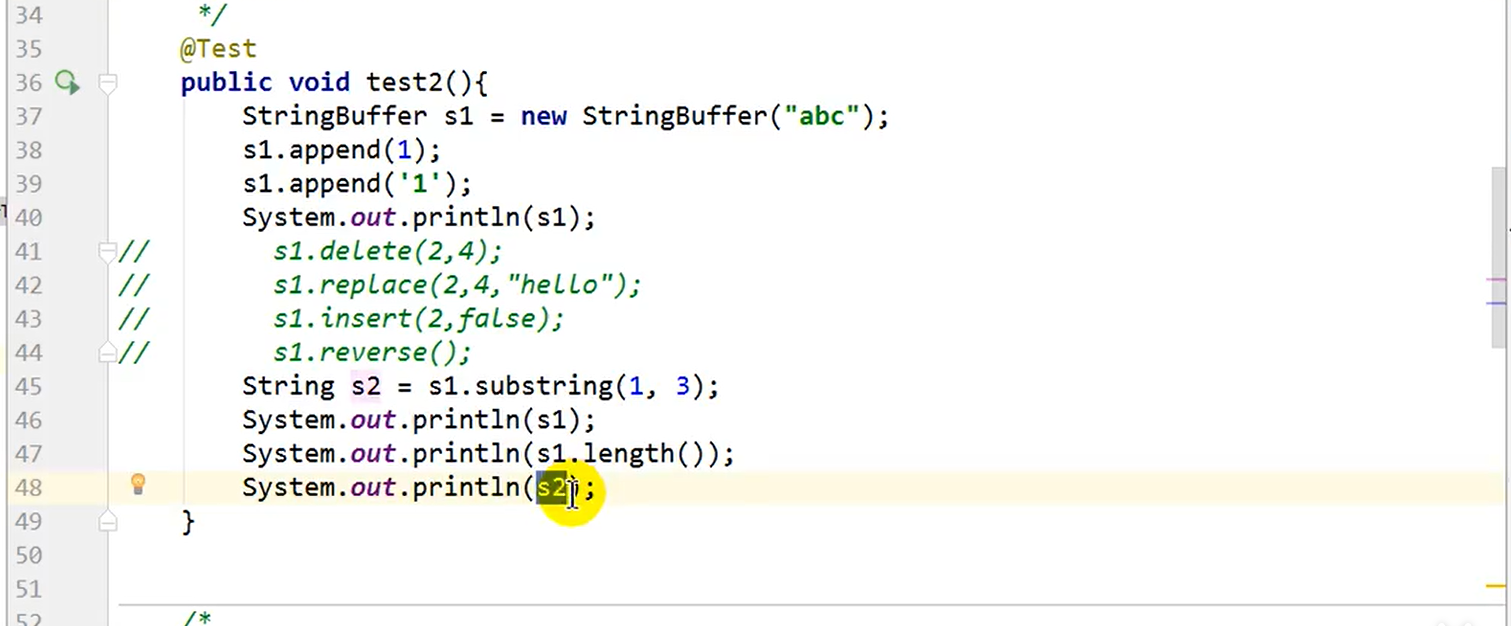 34 */
35 @Test
36 public void test2(){
37 StringBuffer s1 = new StringBuffer("abc");
38 s1.append(1);
39 s1.append('1');
40 System.out.println(s1);
41 // s1.delete(2,4);
42 // s1.replace(2,4,"hello");
43 // s1.insert(2,false);
44 // s1.reverse();
45 String s2 = s1.substring(1, 3);
46 System.out.println(s1);
47 System.out.println(s1.length());
48 System.out.println(s2);
49 }
50
51
52 /*